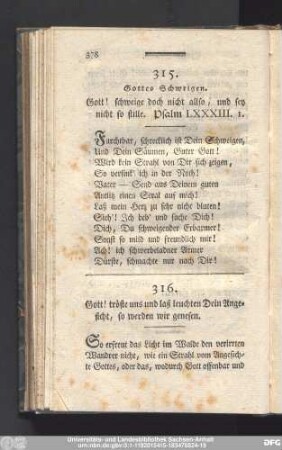 378
315.
Gottes Schweigen.
Gott! schweige doch nicht allso, und sey
nicht so stille. Psalm LXXXIII. 1.
Furchtbar, schrecklich ist Dein Schweigen,
Und Dein Säumen, Guter Gott!
Wird kein Strahl von Dir sich zeigen,
So versink' ich in der Noth!
Vater — Send aus Deinem guten
Antlitz einen Stral auf mich!
Laß mein Herz zu sehr nicht bluten!
Sieh'! Ich leb' und suche Dich!
Dich, Du schweigender Erbarmer!
Sonst so mild und freundlich mir!
Ach! ich schwerbeladner Armer
Dürste, schmachte nur nach Dir!
316.
Gott! tröste uns und laß leuchten Dein Ange-
sicht, so werden wir genesen.
So erfreut das Licht im Walde den verirrten
Wandrer nicht, wie ein Strahl vom Angesich-
te Gottes, oder das, wodurch Gott offenbar und
Universitäts- und Landesbibliothek Sachsen-Anhalt
DFG